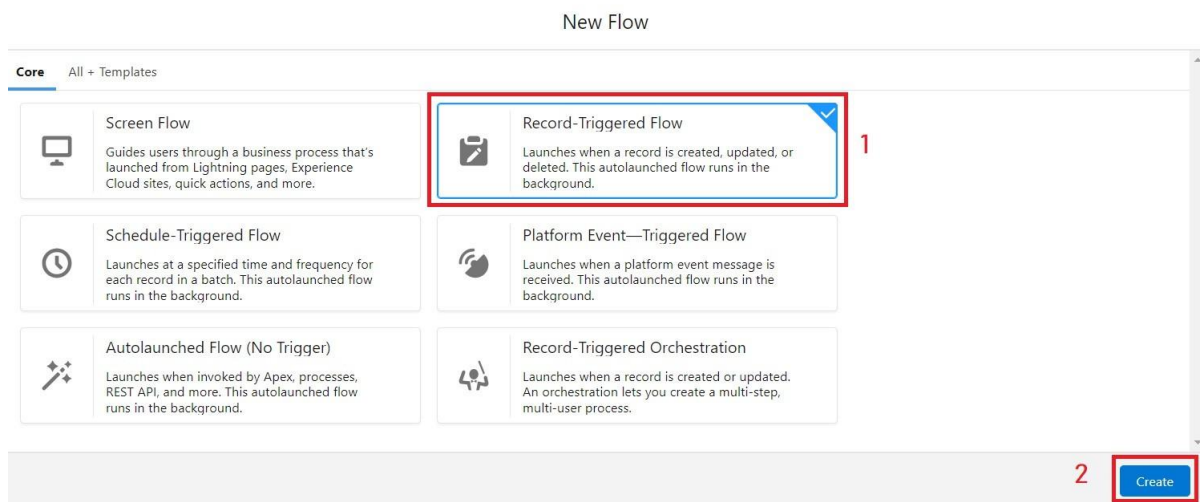 New Flow
Core All + Templates
Screen Flow
Guides users through a business process that's
launched from Lightning pages, Experience
Cloud sites, quick actions, and more.
Record-Triggered Flow
Launches when a record is created, updated, or
deleted. This autolaunched flow runs in the
background.
1
Schedule-Triggered Flow
Launches at a specified time and frequency for
each record in a batch. This autolaunched flow
runs in the background.
Platform Event—Triggered Flow
Launches when a platform event message is
received. This autolaunched flow runs in the
background.
Autolaunched Flow (No Trigger)
Launches when invoked by Apex, processes,
REST API, and more. This autolaunched flow
runs in the background.
Record-Triggered Orchestration
Launches when a record is created or updated.
An orchestration lets you create a multi-step,
multi-user process.
2
Create